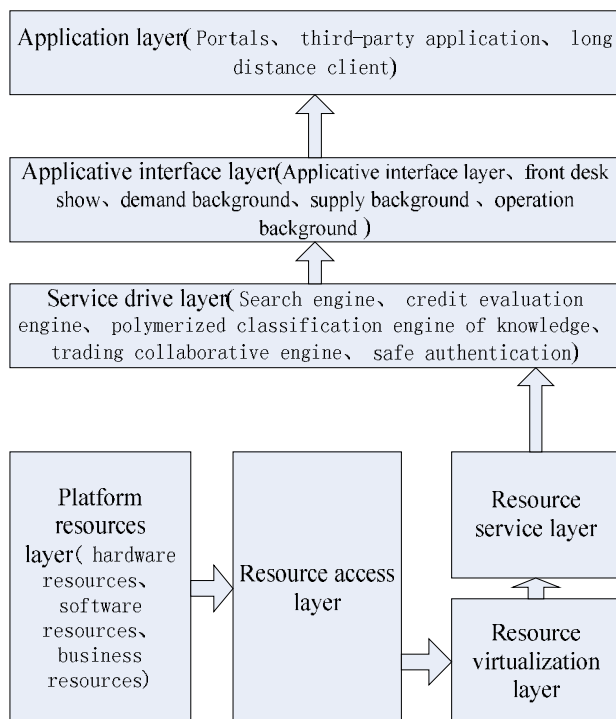 Application layer(Portals、 third-party application、 long
distance client)
Applicative interface layer(Applicative interface layer、front desk
show、demand background、supply background 、operation
background )
Service drive layer(Search engine、 credit evaluation
engine、 polymerized classification engine of knowledge、
trading collaborative engine、 safe authentication)
Platform
resources
layer( hardware
resources、
software
resources、
business
resources)
Resource access
layer
Resource
service layer
Resource
virtualization
layer